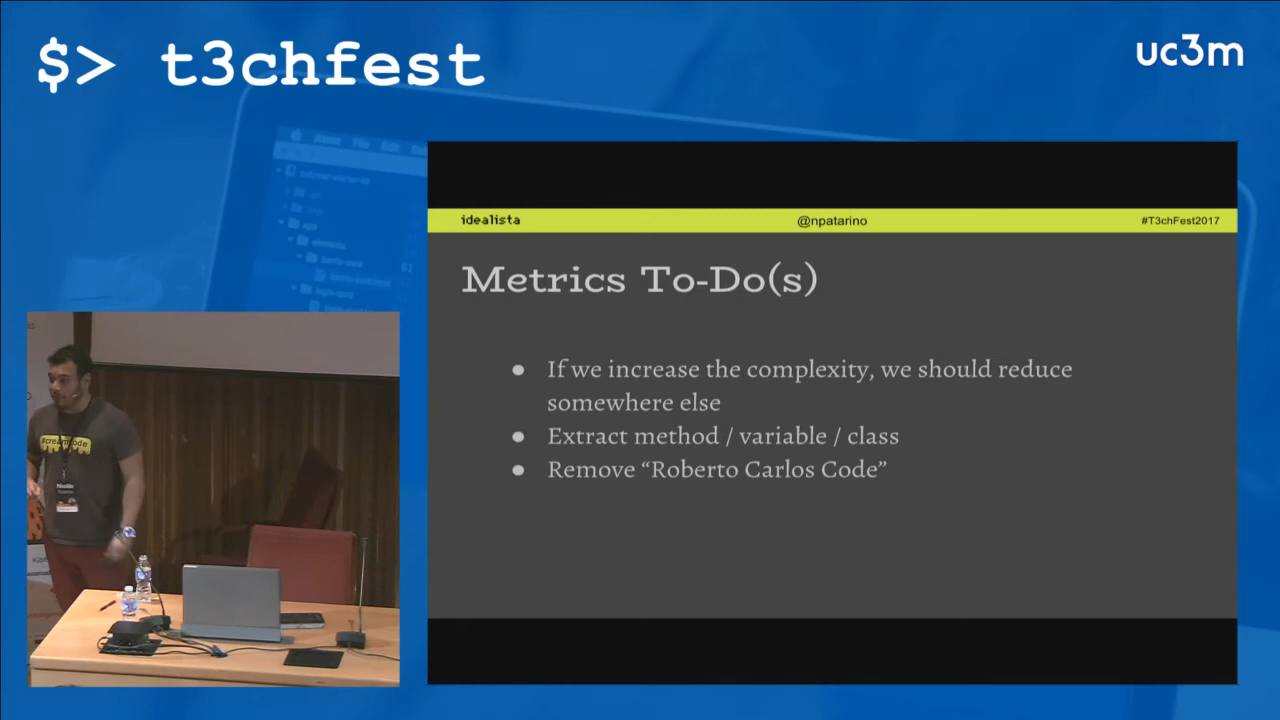 $> t3chfest
uc3m
idealista
@npatarino
#T3chFest2017
Metrics To-Do(s)
● If we increase the complexity, we should reduce
somewhere else
● Extract method / variable / class
● Remove “Roberto Carlos Code”
Nicolás